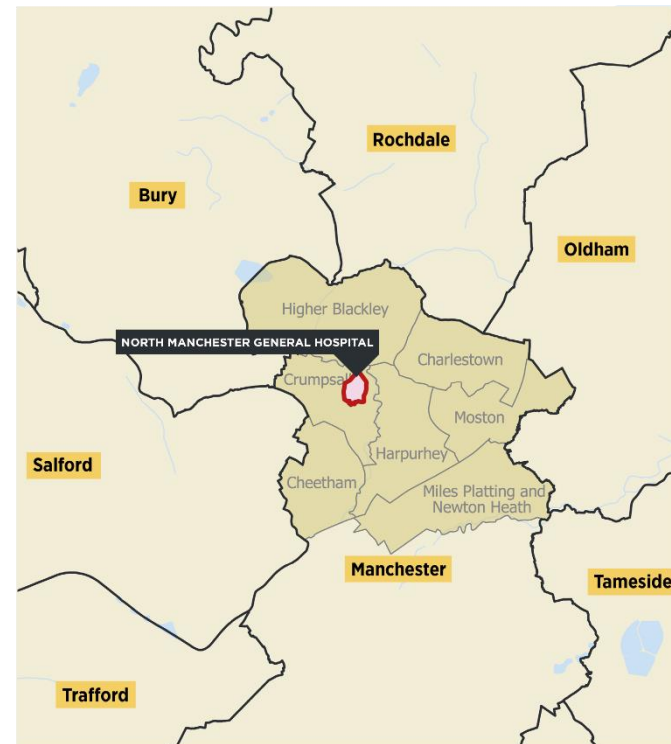 Rochdale
Bury
Oldham
Higher Blackley
NORTH MANCHESTER GENERAL HOSPITAL
Charlestown
Crumpsall
Moston
Harpurhey
Salford
Cheetham
Miles Platting and
Newton Heath
Manchester
Tameside
Trafford